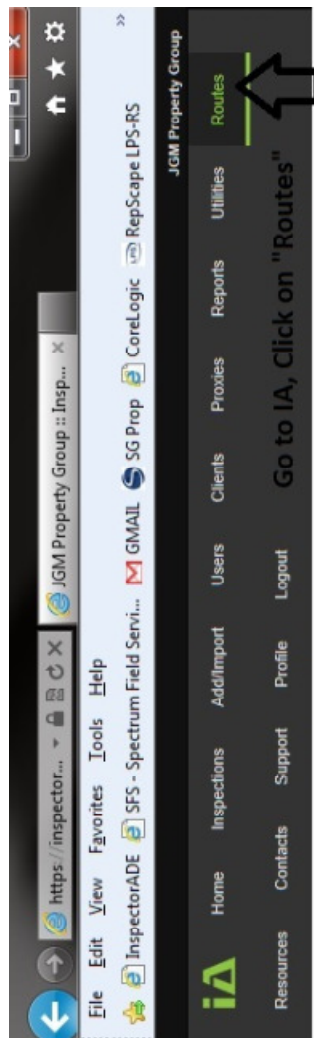 https://inspector...
JGM Property Group :: Insp...
File Edit View Favorites Tools Help
InspectorADE SFS - Spectrum Field Servi... GMAIL SG Prop CoreLogic LPS RepScape LPS-RS »
JGM Property Group
iA Home Inspections Add/Import Users Clients Proxies Reports Utilities Routes
Resources Contacts Support Profile Logout
Go to IA, Click on "Routes"